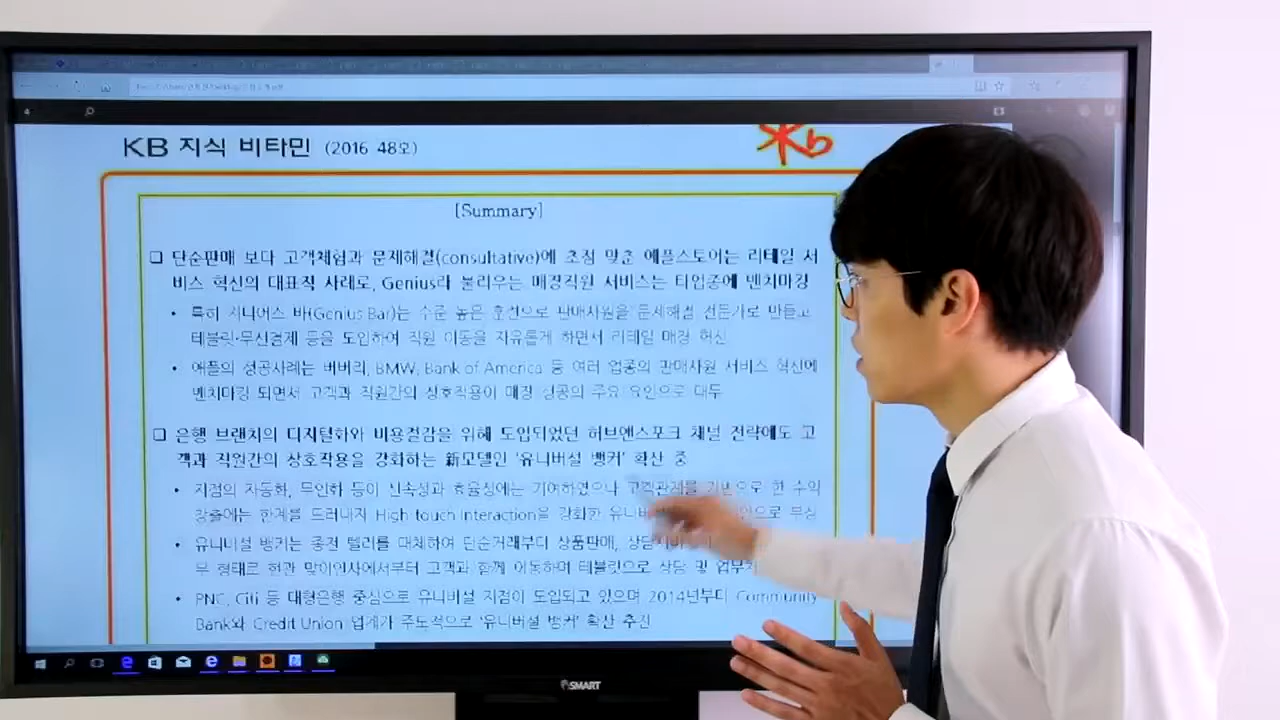 KB 지식 비타민 (2016 48호)
[Summary]
❑ 단순판매 보다 고객체험과 문제해결(consultative)에 초점 맞춘 애플스토어는 리테일 서
비스 혁신의 대표적 사례로, Genius라 불리우는 매장직원 서비스는 타업종에 벤치마킹
• 특히 지니어스 바(Genius Bar)는 수준 높은 훈련으로 판매사원을 문제해결 전문가로 만들고
테블릿·무선결제 등을 도입하여 직원 이동을 자유롭게 하면서 리테일 매장 혁신
• 애플의 성공사례는 버버리, BMW, Bank of America 등 여러 업종의 판매사원 서비스 혁신에
벤치마킹 되면서 고객과 직원간의 상호작용이 매장 성공의 주요 요인으로 대두
❑ 은행 브랜치의 디지털화와 비용절감을 위해 도입되었던 허브앤스포크 채널 전략에도 고
객과 직원간의 상호작용을 강화하는 新모델인 '유니버설 뱅커' 확산 중
• 지점의 자동화, 무인화 등이 신속성과 효율성에는 기여하였으나 고객관계를 기반으로 한 수익
창출에는 한계를 드러내자 High touch Interaction을 강화한
• 유니버설 뱅커는 종전 텔러를 대체하여 단순거래부터 상품판매,
무 형태로 현관 맞이인사에서부터 고객과 함께 이동하며 테블릿으로 상담 및
• PNC, Citi 등 대형은행 중심으로 유니버설 지점이 도입되고 있으며 2014년부터 Community
Bank와 Credit Union 업계가 주도적으로 '유니버설 뱅커' 확산 추진
SMART